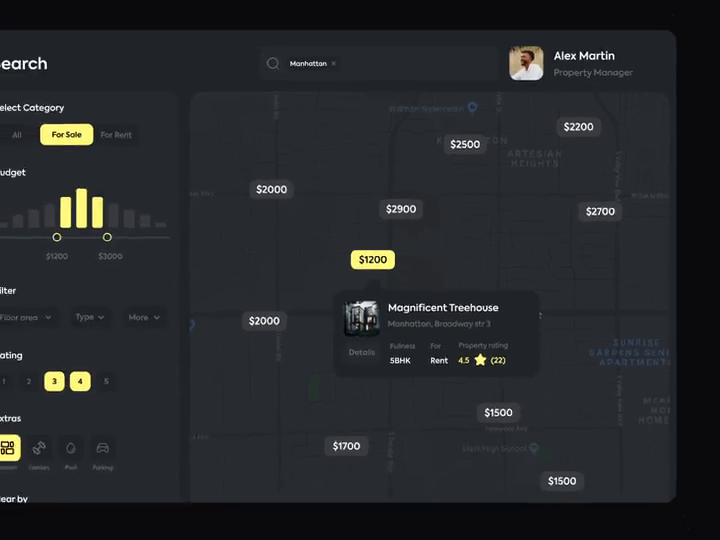 earch
Manhattan ×
Alex Martin
Property Manager
elect Category
All
For Sale
For Rent
udget
$1200
$3000
ilter
Floor area
Type
More
ating
1
2
3
4
5
xtras
Pool
Parking
ear by
$2200
$2500
ARTESIAN
HEIGHTS
$2000
$2900
$2700
$1200
$2000
Magnificent Treehouse
Manhattan, Broadway str 3
Details
Fullness
For
Property rating
5BHK
Rent
4.5
(22)
SUNRISE
GARDENS SENI
APARTMENT
$1500
$1700
High School
$1500